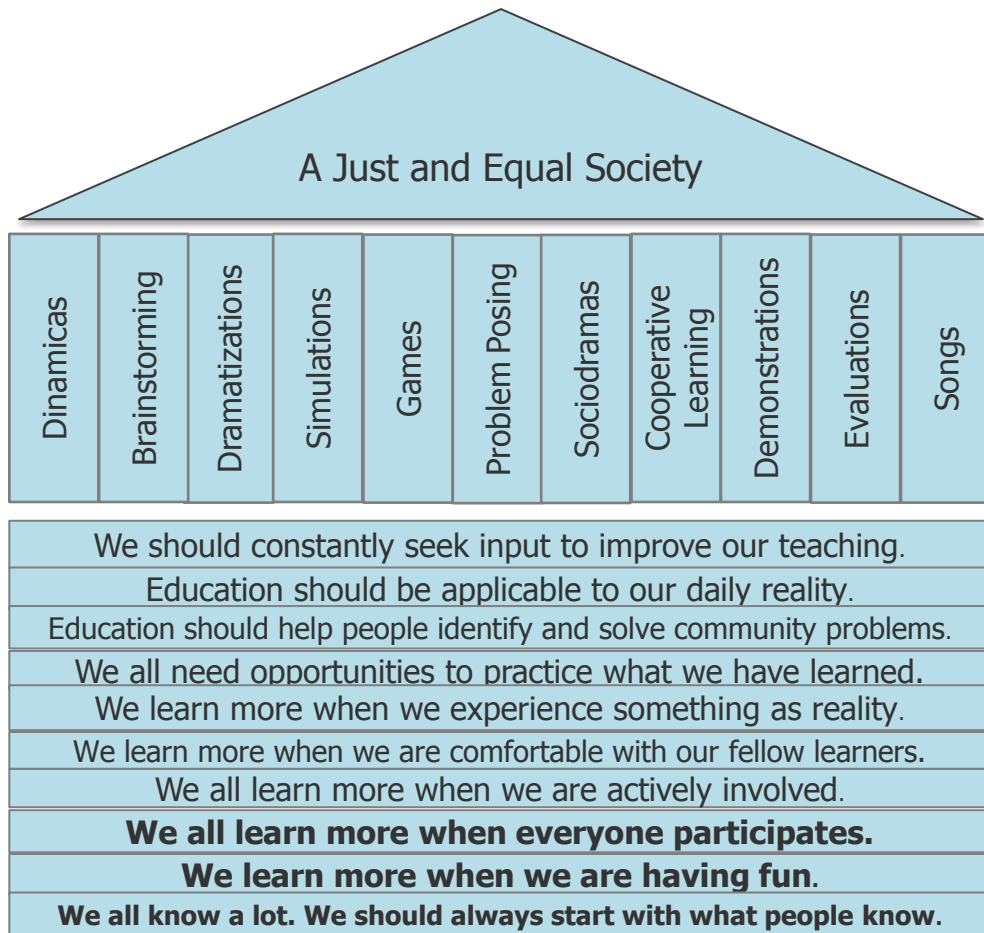 A Just and Equal Society
Dinamicas
Brainstorming
Dramatizations
Simulations
Games
Problem Posing
Sociodramas
Cooperative
Learning
Demonstrations
Evaluations
Songs
We should constantly seek input to improve our teaching.
Education should be applicable to our daily reality.
Education should help people identify and solve community problems.
We all need opportunities to practice what we have learned.
We learn more when we experience something as reality.
We learn more when we are comfortable with our fellow learners.
We all learn more when we are actively involved.
We all learn more when everyone participates.
We learn more when we are having fun.
We all know a lot. We should always start with what people know.